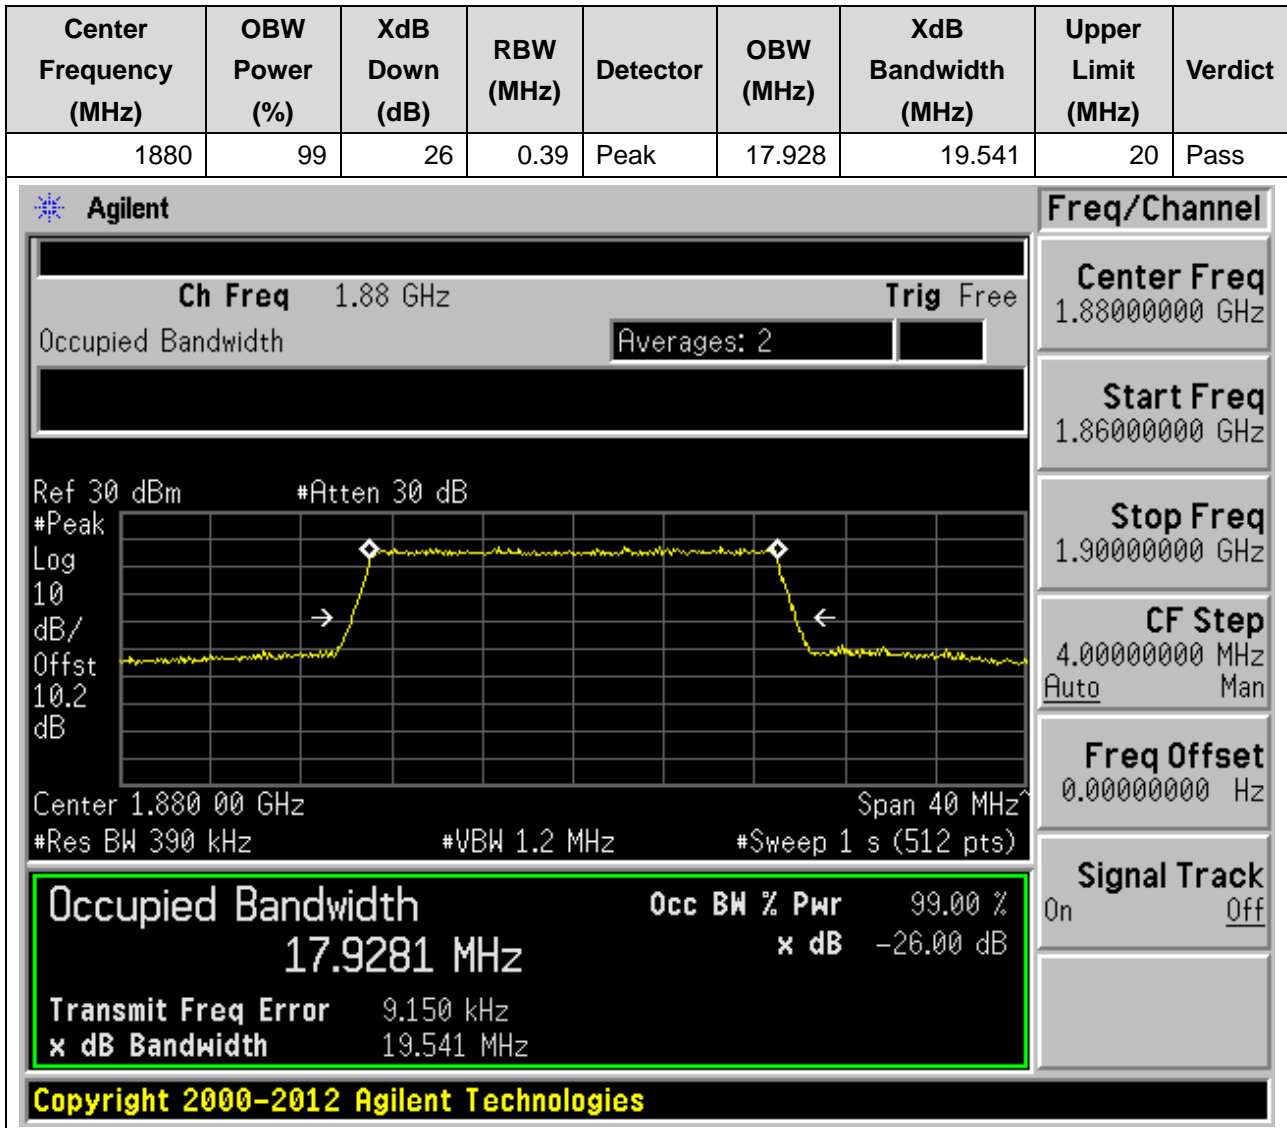 Center Frequency (MHz) OBW Power (%) XdB Down (dB) RBW (MHz) Detector OBW (MHz) XdB Bandwidth (MHz) Upper Limit (MHz) Verdict
1880 99 26 0.39 Peak 17.928 19.541 20 Pass
Agilent
Freq/Channel
Ch Freq 1.88 GHz Trig Free
Occupied Bandwidth Averages: 2
Center Freq
1.88000000 GHz
Start Freq
1.86000000 GHz
Stop Freq
1.90000000 GHz
CF Step
4.00000000 MHz
Auto Man
Freq Offset
0.00000000 Hz
Signal Track
On Off
Ref 30 dBm #Atten 30 dB
#Peak
Log
10
dB/
Offst
10.2
dB
Center 1.880 00 GHz Span 40 MHz^
#Res BW 390 kHz #VBW 1.2 MHz #Sweep 1 s (512 pts)
Occupied Bandwidth Occ BW % Pwr 99.00 %
17.9281 MHz x dB -26.00 dB
Transmit Freq Error 9.150 kHz
x dB Bandwidth 19.541 MHz
Copyright 2000-2012 Agilent Technologies